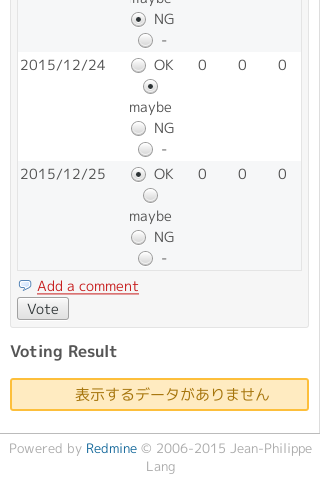 maybe
NG
-
2015/12/24 OK 0 0 0
maybe
NG
-
2015/12/25 OK 0 0 0
maybe
NG
-
Add a comment
Vote
Voting Result
表示するデータがありません
Powered by Redmine © 2006-2015 Jean-Philippe
Lang